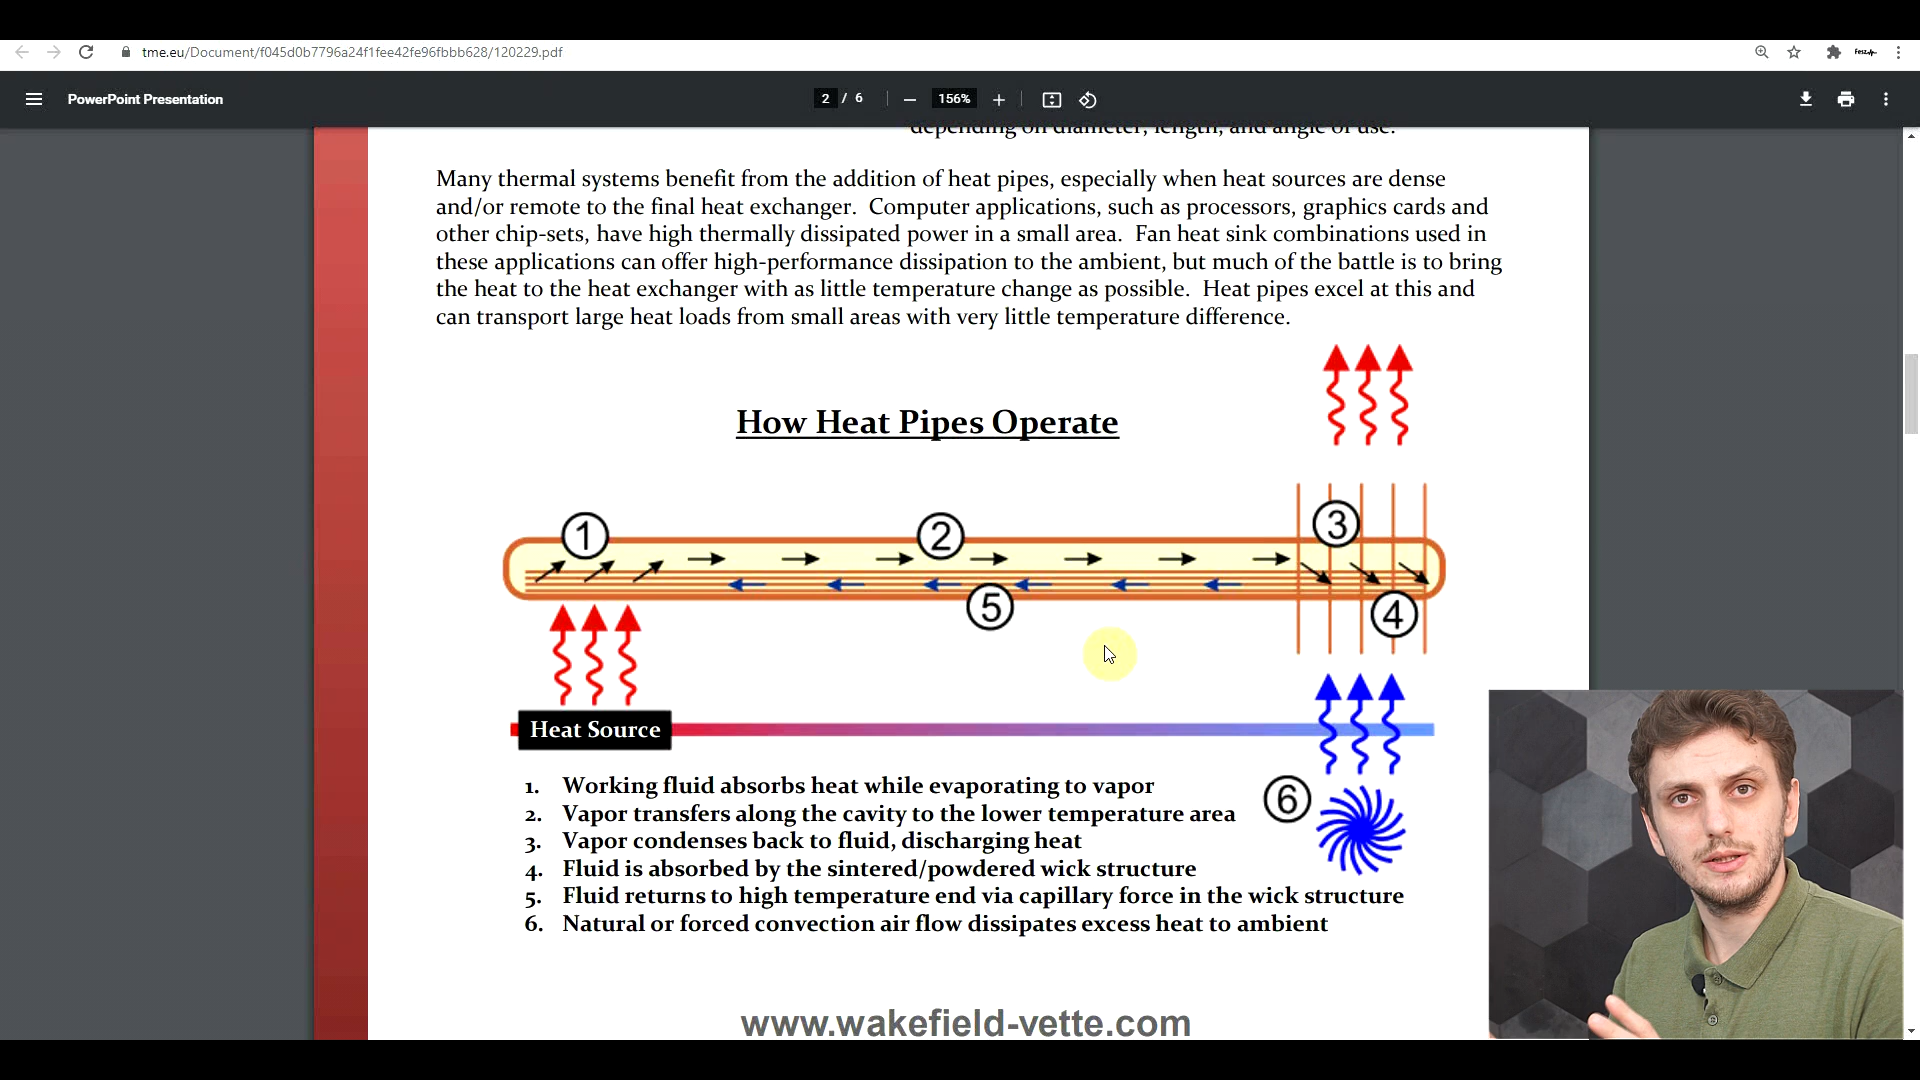 tme.eu/Document/f045d0b7796a24f1fee42fe96fbbb628/120229.pdf
Fesz
PowerPoint Presentation
2 / 6
156%
depending on diameter, length, and angle of use.
Many thermal systems benefit from the addition of heat pipes, especially when heat sources are dense
and/or remote to the final heat exchanger. Computer applications, such as processors, graphics cards and
other chip-sets, have high thermally dissipated power in a small area. Fan heat sink combinations used in
these applications can offer high-performance dissipation to the ambient, but much of the battle is to bring
the heat to the heat exchanger with as little temperature change as possible. Heat pipes excel at this and
can transport large heat loads from small areas with very little temperature difference.
How Heat Pipes Operate
1
2
3
5
4
Heat Source
6
1. Working fluid absorbs heat while evaporating to vapor
2. Vapor transfers along the cavity to the lower temperature area
3. Vapor condenses back to fluid, discharging heat
4. Fluid is absorbed by the sintered/powdered wick structure
5. Fluid returns to high temperature end via capillary force in the wick structure
6. Natural or forced convection air flow dissipates excess heat to ambient
www.wakefield-vette.com